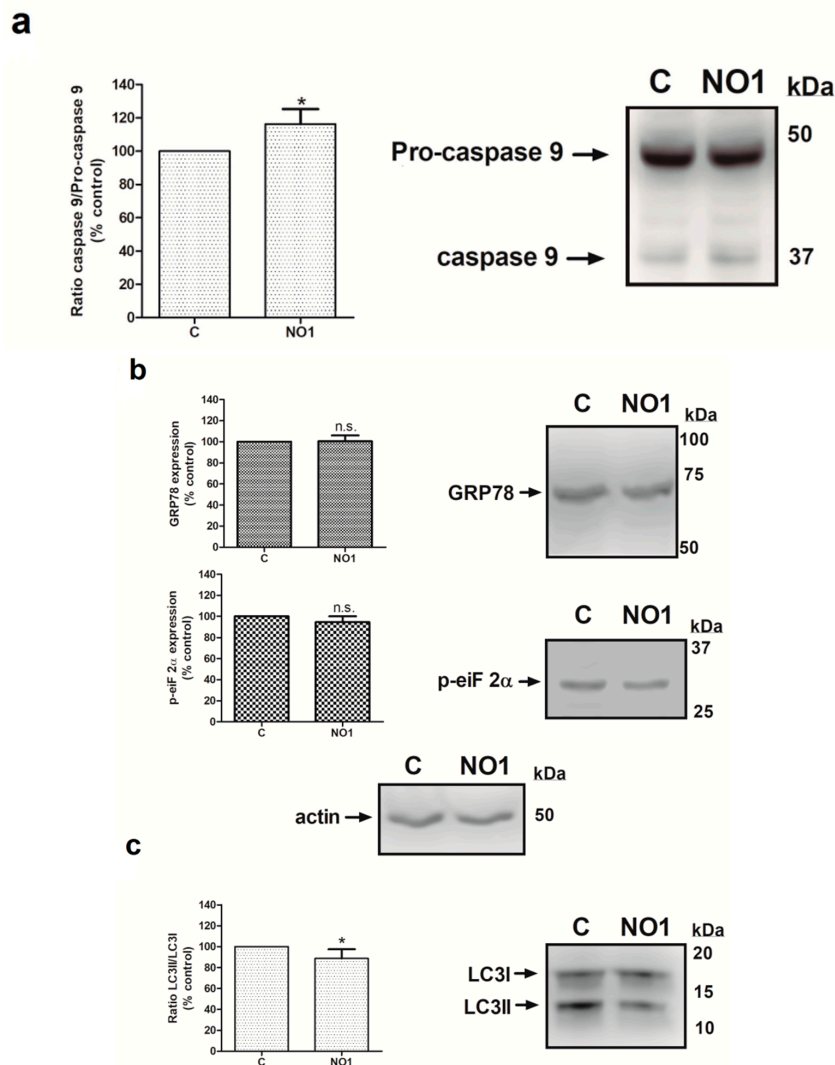 a
Ratio caspase 9/Pro-caspase 9
(% control)
140
120
100
80
60
40
20
0
*
C
NO1
C NO1 kDa
Pro-caspase 9
50
caspase 9
37
b
GRP78 expression
(% control)
140
120
100
80
60
40
20
0
n.s.
C
NO1
C NO1 kDa
100
75
GRP78
50
p-eiF 2α expression
(% control)
140
120
100
80
60
40
20
0
n.s.
C
NO1
C NO1 kDa
37
p-eiF 2α
25
C NO1 kDa
actin
50
c
Ratio LC3II/LC3I
(% control)
140
120
100
80
60
40
20
0
*
C
NO1
C NO1 kDa
20
LC3I
15
LC3II
10